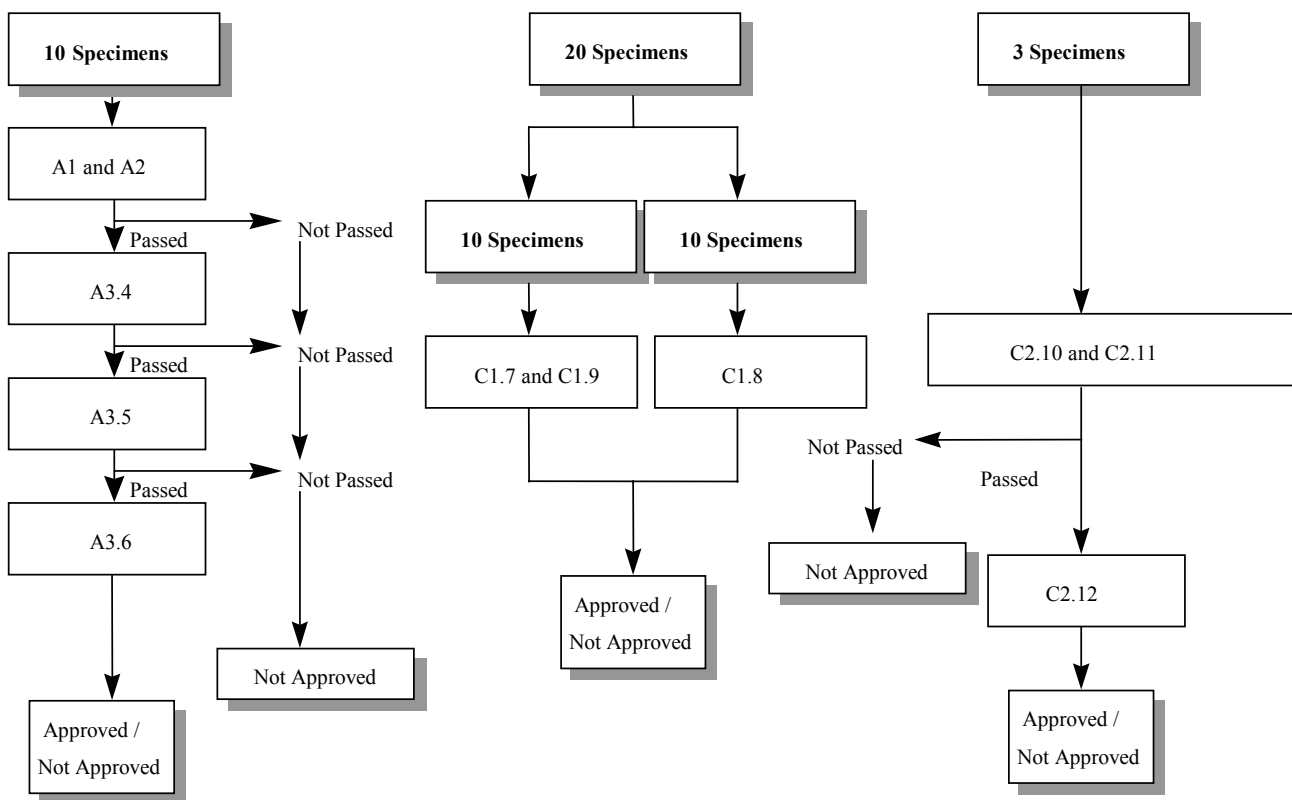 10 Specimens
A1 and A2
Passed
Not Passed
A3.4
Passed
Not Passed
A3.5
Passed
Not Passed
A3.6
Not Approved
Approved /
Not Approved
20 Specimens
10 Specimens
10 Specimens
C1.7 and C1.9
C1.8
Approved /
Not Approved
3 Specimens
C2.10 and C2.11
Not Passed
Passed
Not Approved
C2.12
Approved /
Not Approved